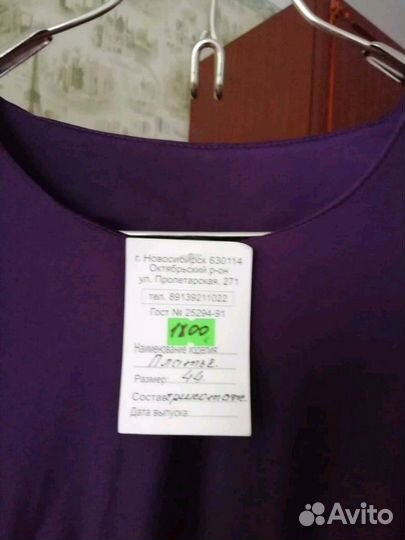 г. Новосибирск 630114
Октябрьский р-он
ул. Пролетарская, 271
тел. 89139211022
Гост № 25294-91
1800
Наименование изделия:
Платье
Размер: 44
Состав: трикотаж
Дата выпуска:
Avito